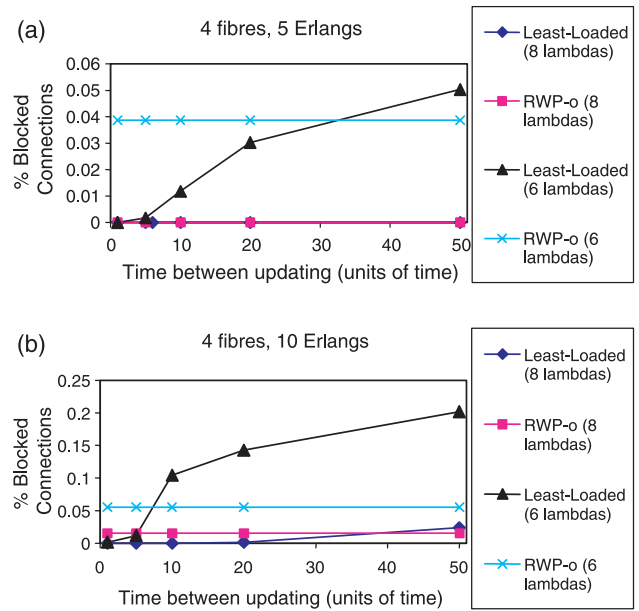 (a)
4 fibres, 5 Erlangs
0.06
0.05
0.04
0.03
0.02
0.01
0
% Blocked
Connections
0
10
20
30
40
50
Time between updating (units of time)
Least-Loaded
(8 lambdas)
RWP-o (8
lambdas)
Least-Loaded
(6 lambdas)
RWP-o (6
lambdas)
(b)
4 fibres, 10 Erlangs
0.25
0.2
0.15
0.1
0.05
0
% Blocked
Connections
0
10
20
30
40
50
Time between updating (units of time)
Least-Loaded
(8 lambdas)
RWP-o (8
lambdas)
Least-Loaded
(6 lambdas)
RWP-o (6
lambdas)